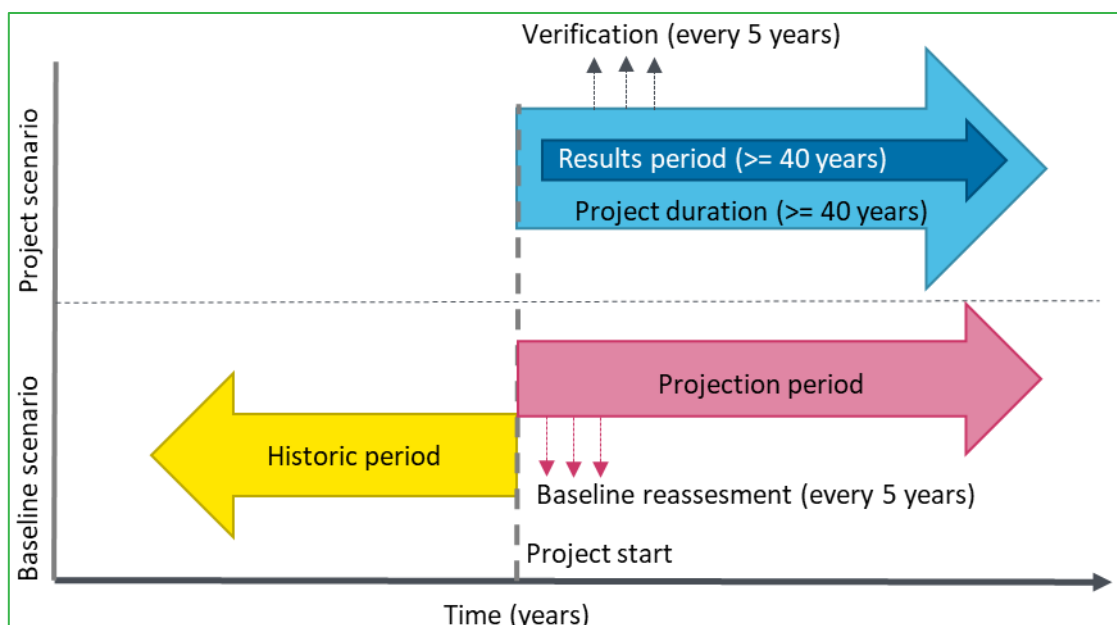 Verification (every 5 years)
Project scenario
Results period (>= 40 years)
Project duration (>= 40 years)
Baseline scenario
Projection period
Historic period
Baseline reassesment (every 5 years)
Project start
Time (years)